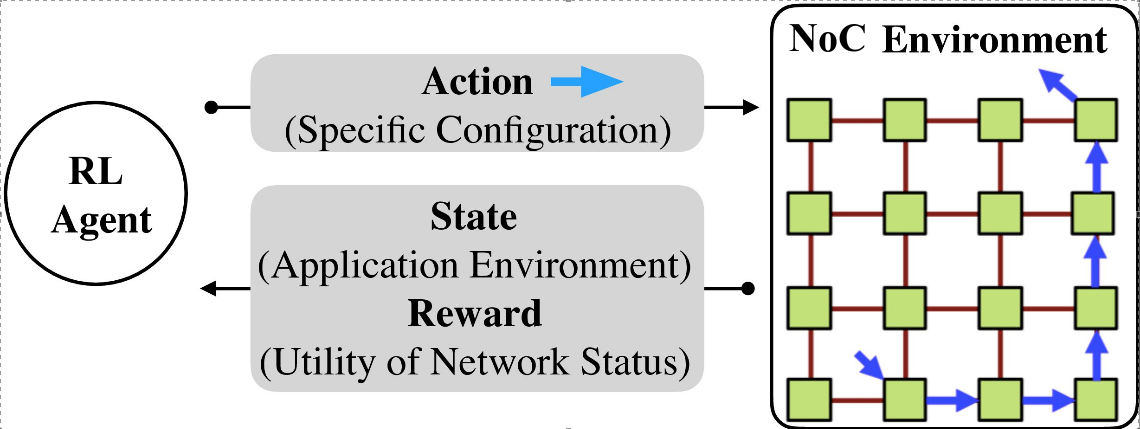 RL
Agent
Action
(Specific Configuration)
State
(Application Environment)
Reward
(Utility of Network Status)
NoC Environment